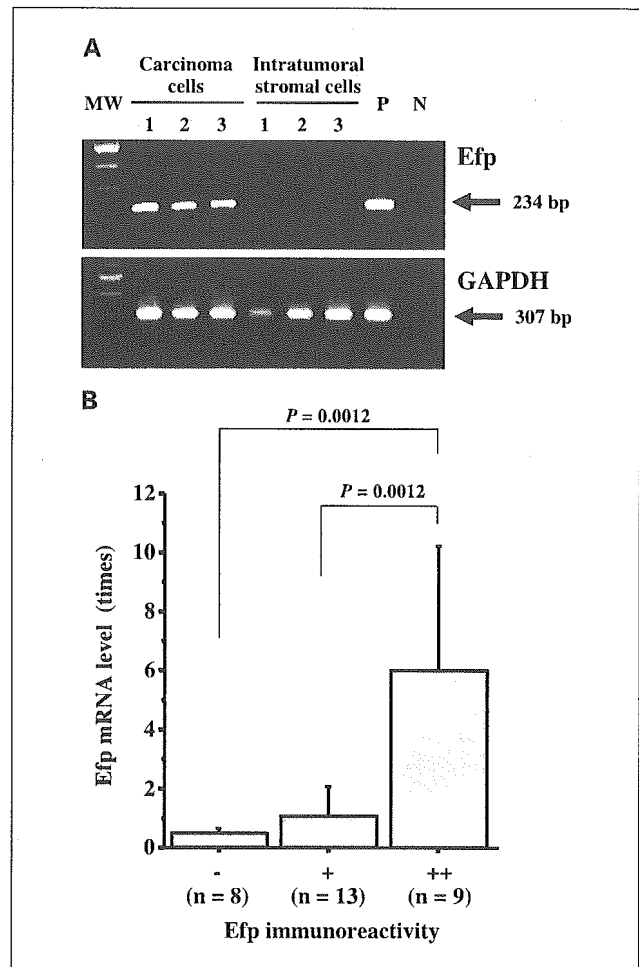 A
Carcinoma cells
Intratumoral stromal cells
MW 1 2 3 1 2 3 P N
Efp
234 bp
GAPDH
307 bp
B
P = 0.0012
P = 0.0012
12
10
8
6
4
2
0
Efp mRNA level (times)
- + ++
(n = 8) (n = 13) (n = 9)
Efp immunoreactivity